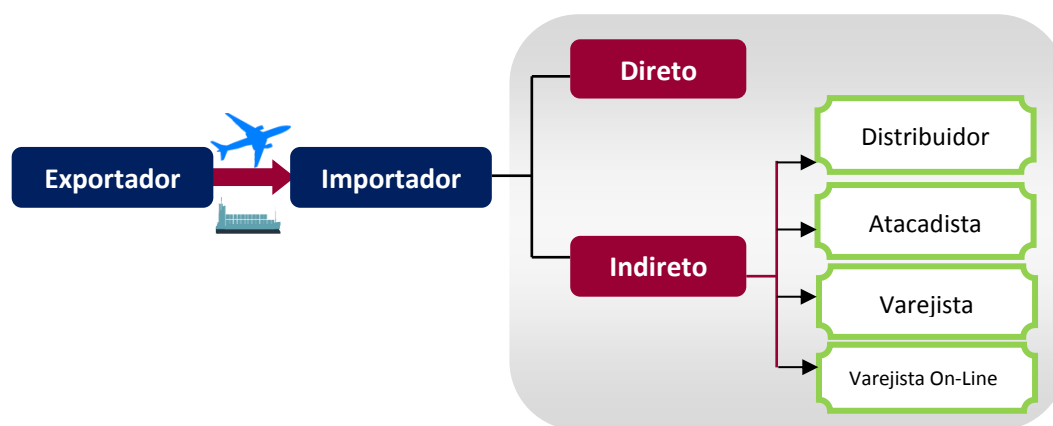 Exportador
Importador
Direto
Indireto
Distribuidor
Atacadista
Varejista
Varejista On-Line